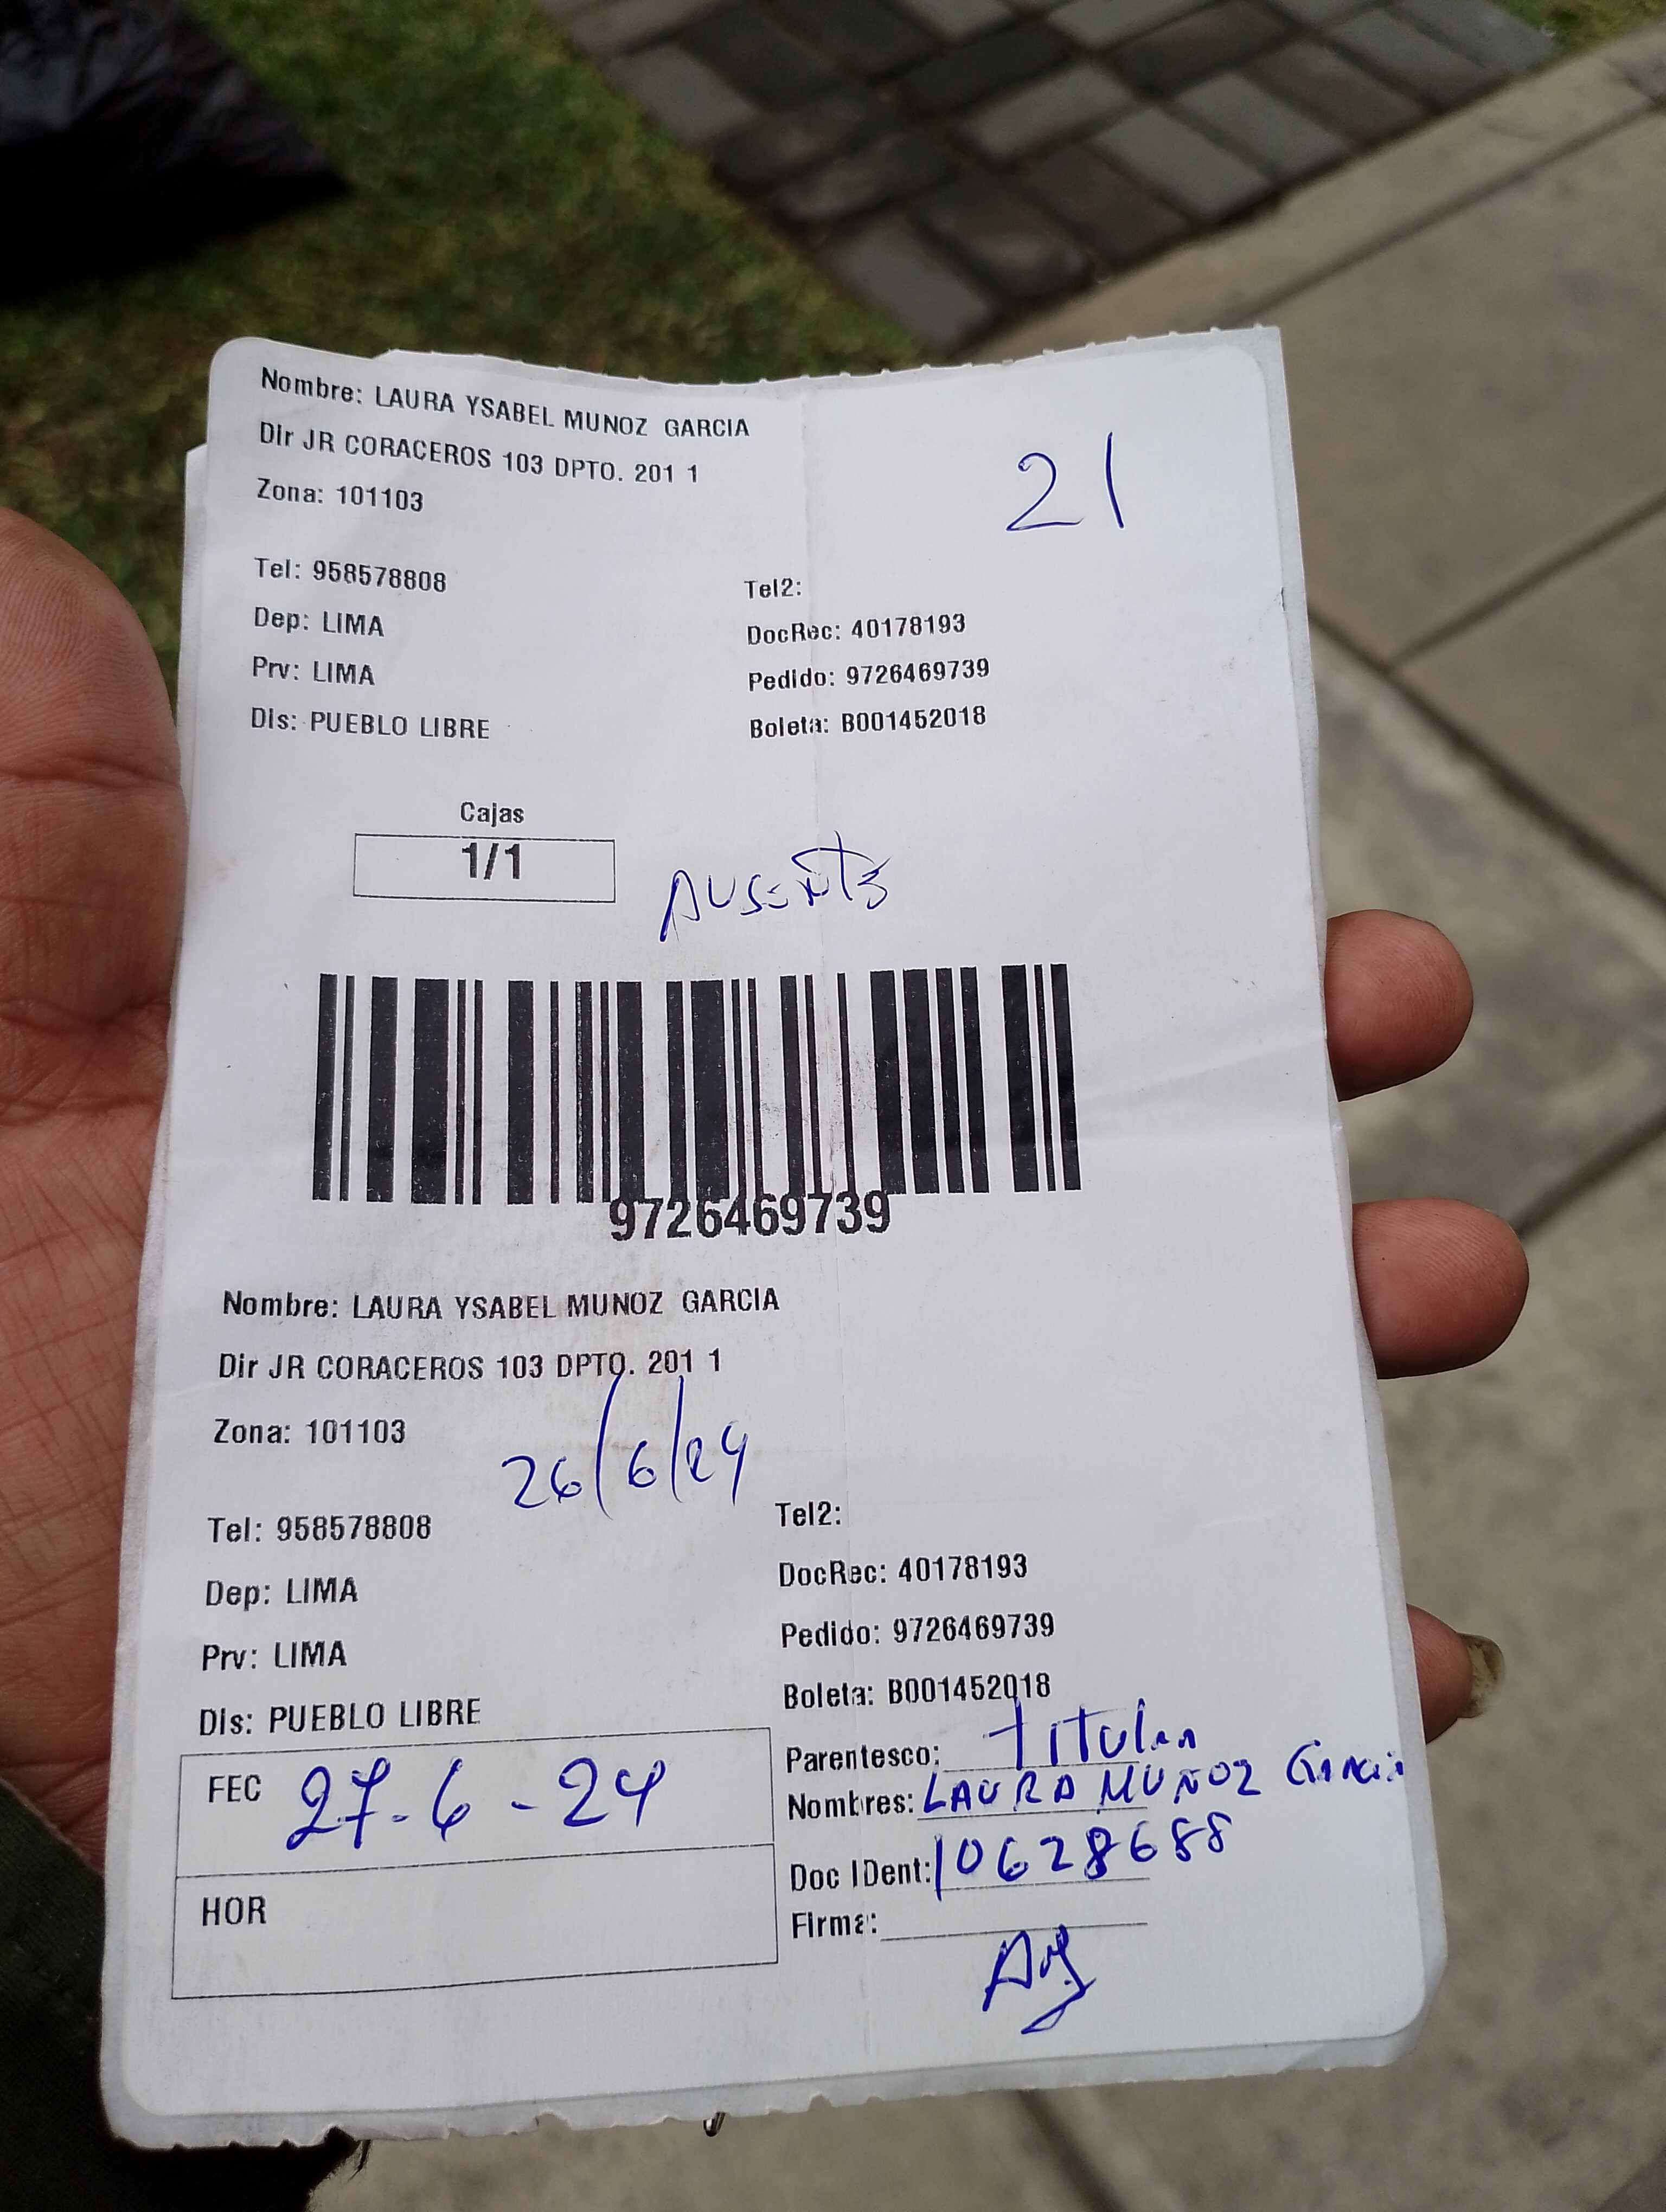 Nombre: LAURA YSABEL MUNOZ GARCIA
Dir JR CORACEROS 103 DPTO. 201 1
21
Zona: 101103
Tel: 958578808
Tel2:
Dep: LIMA
DocRec: 40178193
Prv: LIMA
Pedido: 9726469739
Dis: PUEBLO LIBRE
Boleta: B001452018
Cajas
1/1
AUSENTE
9726469739
Nombre: LAURA YSABEL MUNOZ GARCIA
Dir JR CORACEROS 103 DPTO. 201 1
Zona: 101103
26/6/24
Tel: 958578808
Tel2:
Dep: LIMA
DocRec: 40178193
Prv: LIMA
Pedido: 9726469739
Dis: PUEBLO LIBRE
Boleta: B001452018
Parentesco: titular
FEC 27-6-24
Nombres: LAURA MUÑOZ Garcia
Doc IDent: 10628688
HOR
Firma: